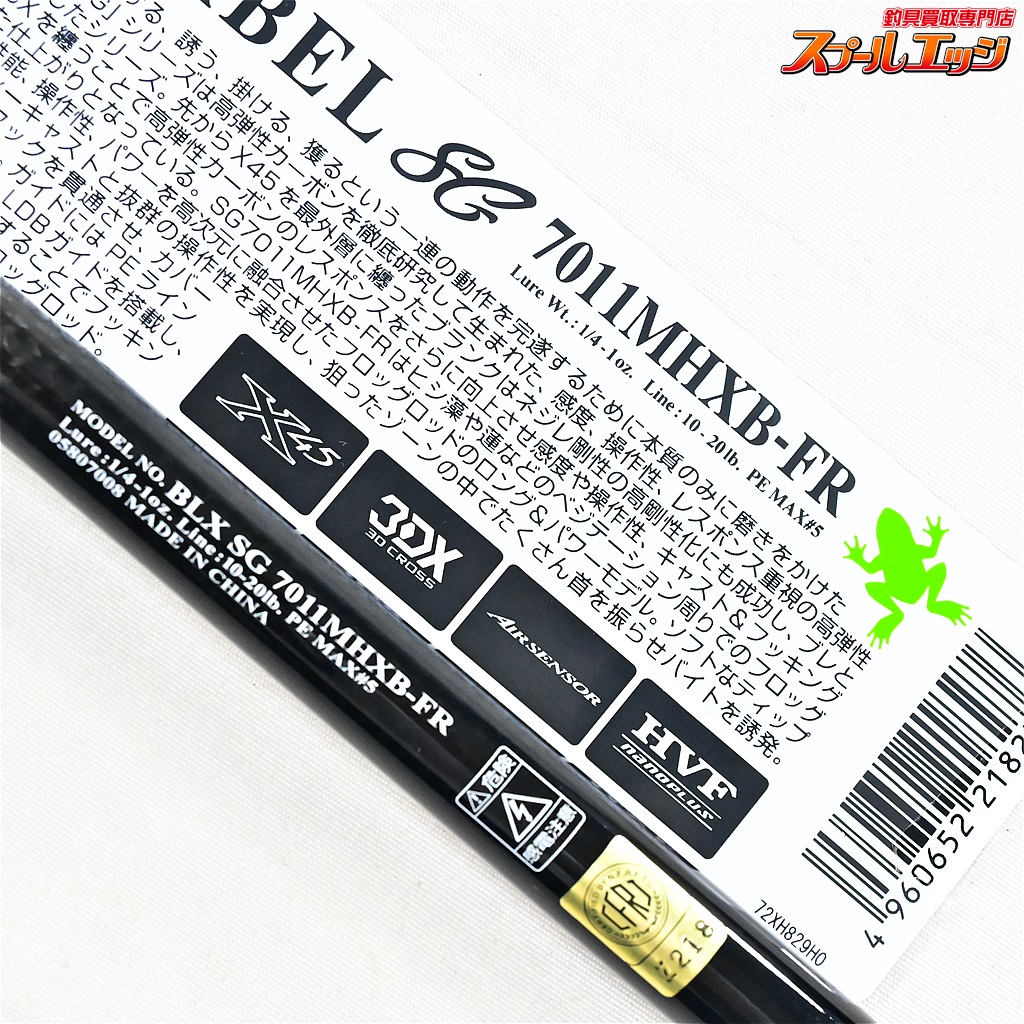 釣具買取専門店
スプールエッジ
BEL SG 7011MHXB-FR
Lure Wt.: 1/4-1oz. Line: 10-20lb. PE MAX#5
誘う、掛ける、獲るという一連の動作を完遂するために本質のみに磨きをかけた
シリーズは高弾性カーボンを徹底研究して生まれた、感度、操作性、レスポンス重視の高弾性
シリーズ。先からX45を最外層に纏ったブランクはネジレ剛性の高剛性化にも成功し、ブレと
を纏うことで高弾性カーボンのレスポンスをさらに向上させ感度や操作性、キャスト&フッキング
仕上がりとなっている。SG7011MHXB-FRはヒシ藻や蓮などのベジテーション周りでのフロッグ
操作性、パワーを高次元に融合させたフロッグロッドのロング&パワーモデル。ソフトなティップ
キャストと抜群の操作性を実現し、狙ったゾーンの中でたくさん首を振らせバイトを誘発。
を貫通させ、カバー
ガイドにはPEライン
LDBガイドを搭載し、
することでフッキン
ロッグロッド。
X45
3DX
3D CROSS
AIRSENSOR
HVF
nanoplus
MODEL NO. BLX SG 7011MHXB-FR
Lure:1/4-1oz. Line:10-20lb. PE MAX#5
05807008 MADE IN CHINA
危険
感電注意
CFRJ
218
72XH829H0
4 960652 2182